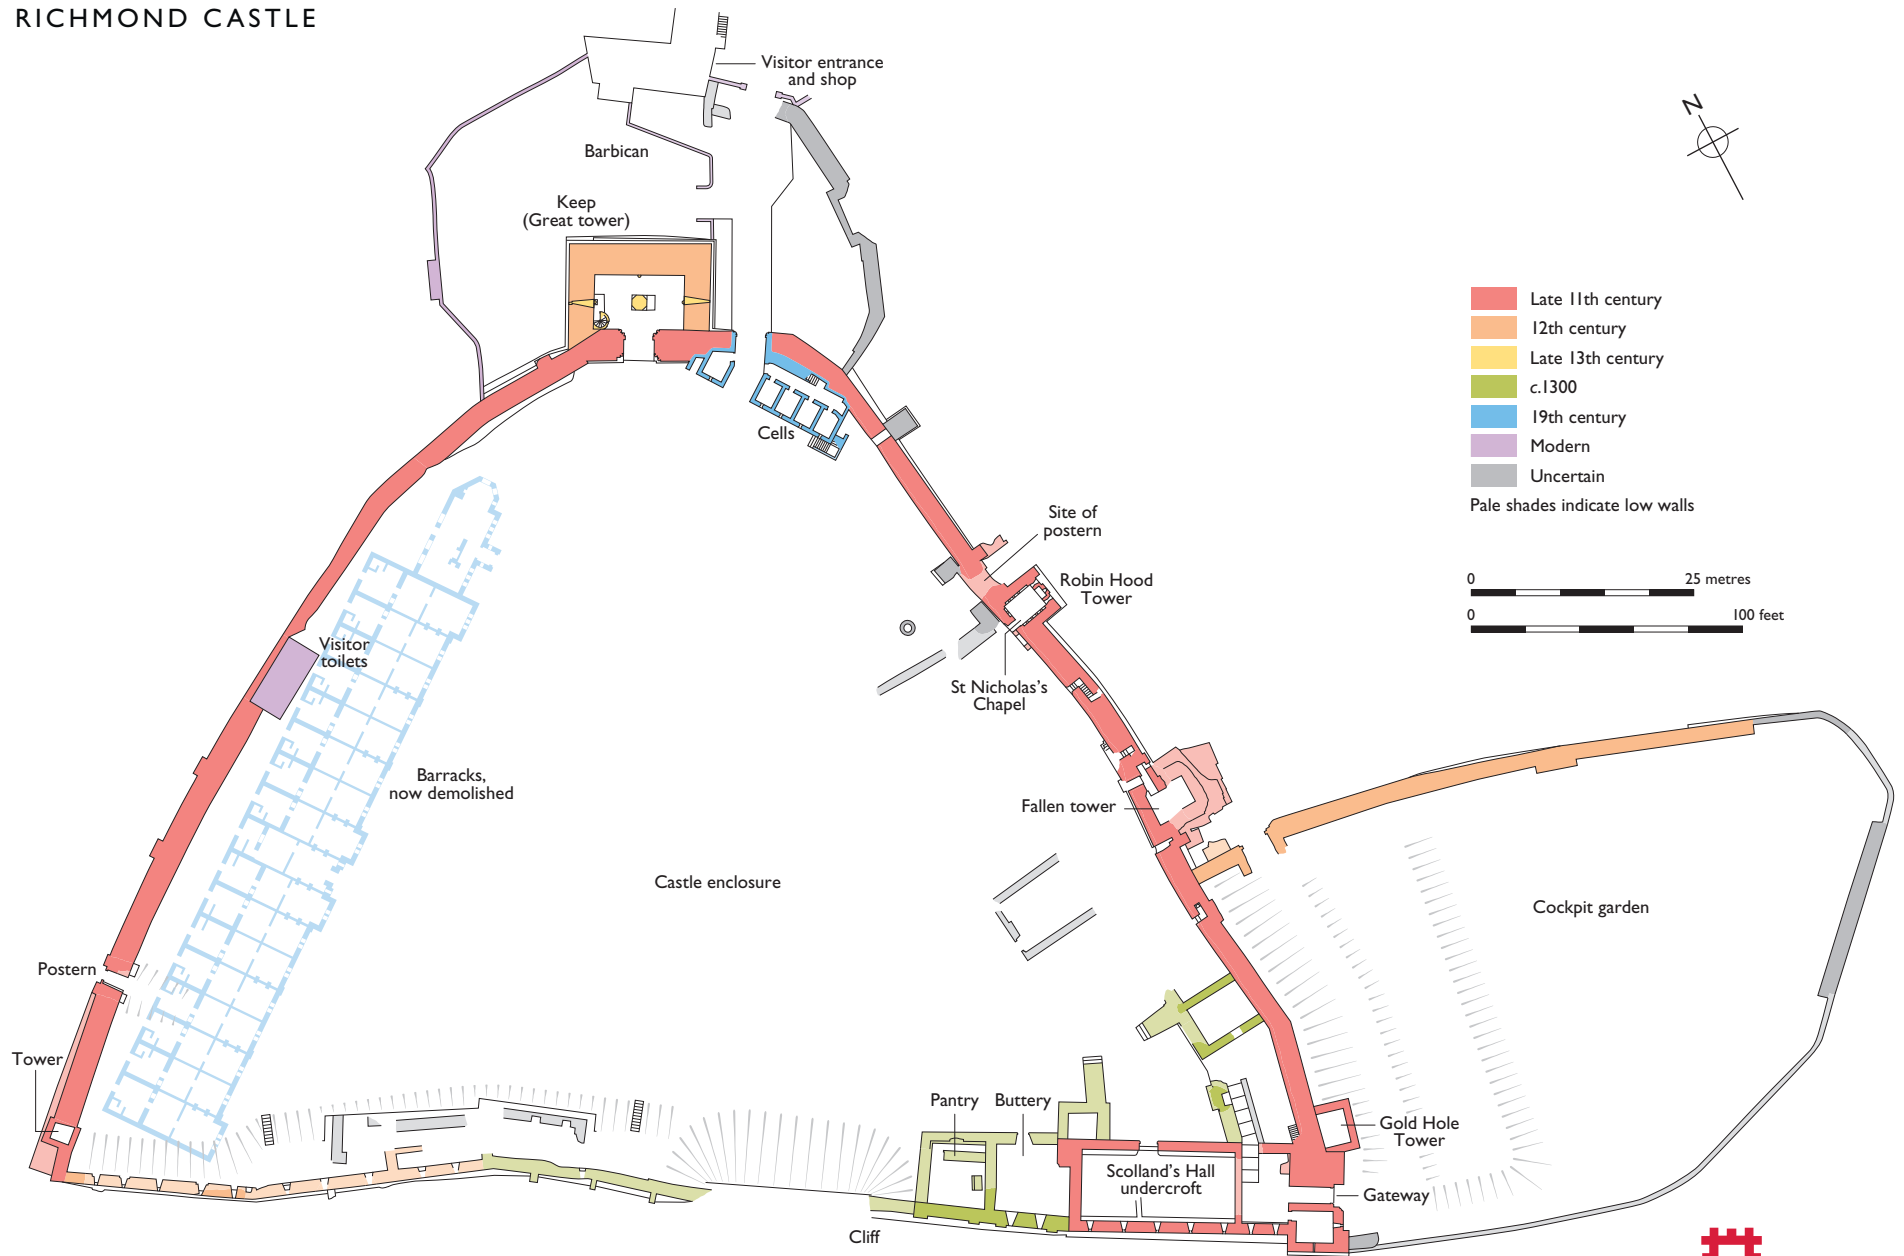 RICHMOND CASTLE
Visitor entrance
and shop
N
Barbican
Keep
(Great tower)
Late 11th century
12th century
Late 13th century
c.1300
19th century
Modern
Uncertain
Pale shades indicate low walls
Cells
Site of
postern
0 25 metres
0 100 feet
Robin Hood
Tower
Visitor
toilets
St Nicholas's
Chapel
Barracks,
now demolished
Fallen tower
Castle enclosure
Cockpit garden
Postern
Tower
Pantry
Buttery
Gold Hole
Tower
Scolland's Hall
undercroft
Gateway
Cliff